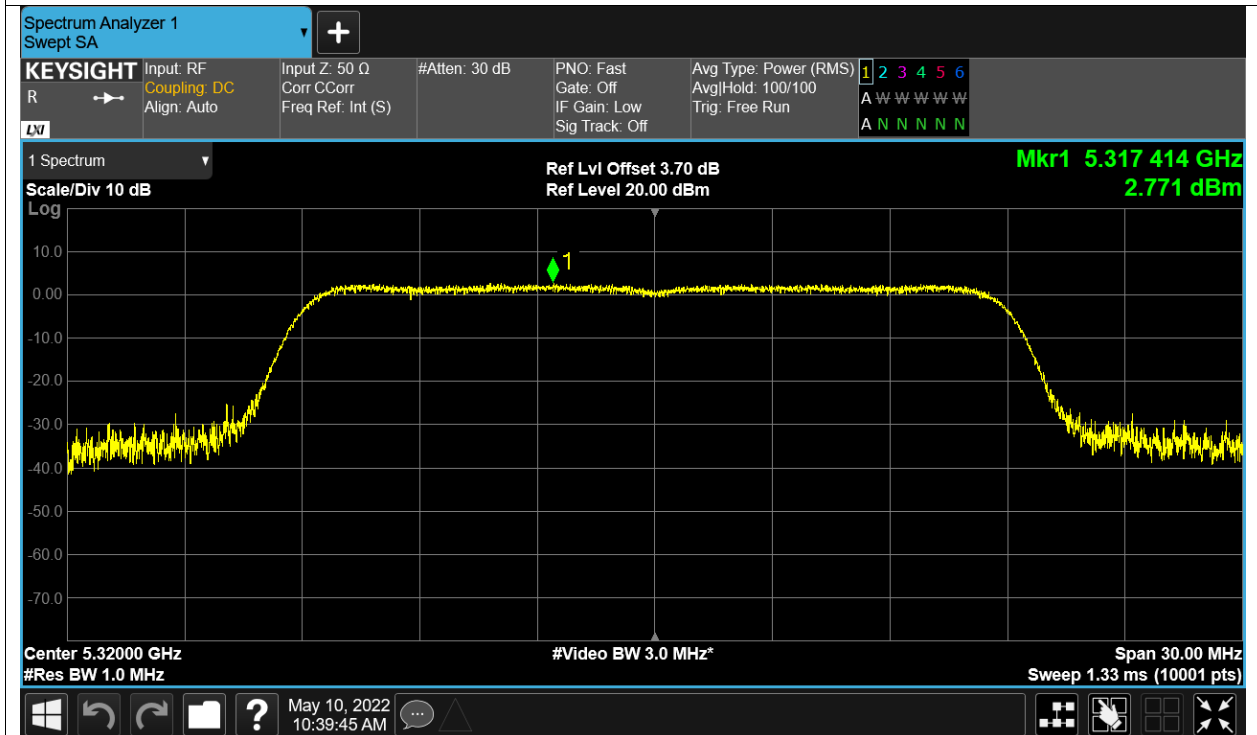 Spectrum Analyzer 1
Swept SA
+
KEYSIGHT
R
LXI
Input: RF
Coupling: DC
Align: Auto
Input Z: 50 Ω
Corr CCorr
Freq Ref: Int (S)
#Atten: 30 dB
PNO: Fast
Gate: Off
IF Gain: Low
Sig Track: Off
Avg Type: Power (RMS)
Avg|Hold: 100/100
Trig: Free Run
1 2 3 4 5 6
A W W W W W
A N N N N N
1 Spectrum
Scale/Div 10 dB
Log
Ref Lvl Offset 3.70 dB
Ref Level 20.00 dBm
Mkr1 5.317 414 GHz
2.771 dBm
1
10.0
0.00
-10.0
-20.0
-30.0
-40.0
-50.0
-60.0
-70.0
Center 5.32000 GHz
#Res BW 1.0 MHz
#Video BW 3.0 MHz*
Span 30.00 MHz
Sweep 1.33 ms (10001 pts)
?
May 10, 2022
10:39:45 AM